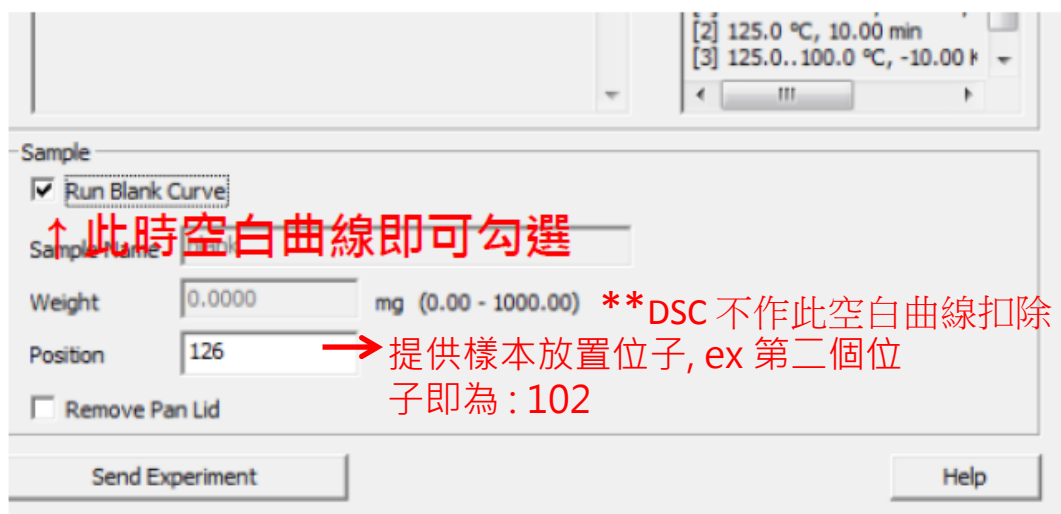 [2] 125.0 ℃, 10.00 min
[3] 125.0..100.0 ℃, -10.00 K
Sample
Run Blank Curve
↑此時空白曲線即可勾選
Sample Name blank
Weight 0.0000 mg (0.00 - 1000.00) **DSC 不作此空白曲線扣除
Position 126 →提供樣本放置位子, ex 第二個位
子即為 : 102
Remove Pan Lid
Send Experiment Help